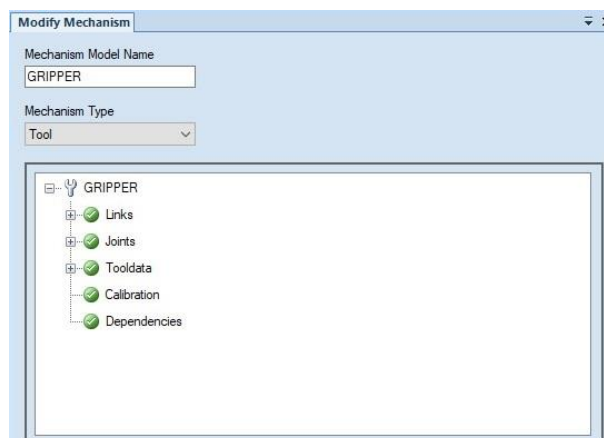 Modify Mechanism
Mechanism Model Name
GRIPPER
Mechanism Type
Tool
GRIPPER
Links
Joints
Tooldata
Calibration
Dependencies